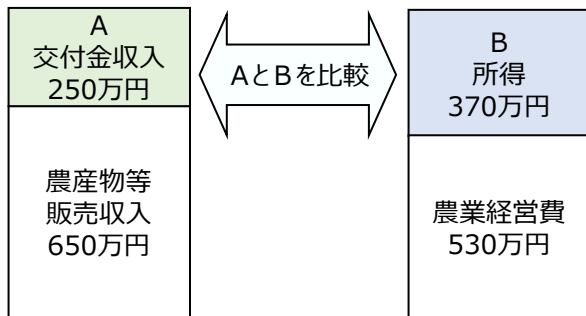 A
交付金収入
250万円
農産物等
販売収入
650万円
AとBを比較
B
所得
370万円
農業経営費
530万円